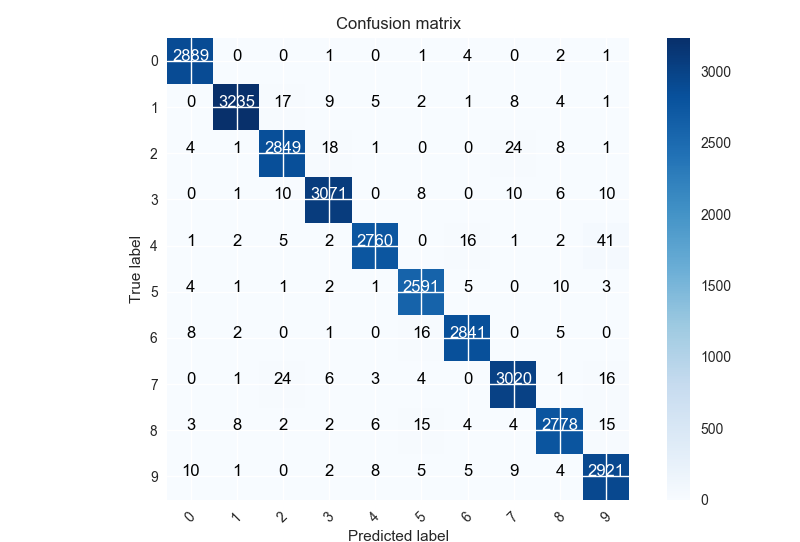 Confusion matrix
0 2889 0 0 1 0 1 4 0 2 1
1 0 3235 17 9 5 2 1 8 4 1
2 4 1 2849 18 1 0 0 24 8 1
3 0 1 10 3071 0 8 0 10 6 10
4 1 2 5 2 2760 0 16 1 2 41
5 4 1 1 2 1 2591 5 0 10 3
6 8 2 0 1 0 16 2841 0 5 0
7 0 1 24 6 3 4 0 3020 1 16
8 3 8 2 2 6 15 4 4 2778 15
9 10 1 0 2 8 5 5 9 4 2921
0 1 2 3 4 5 6 7 8 9
True label
Predicted label
3000
2500
2000
1500
1000
500
0